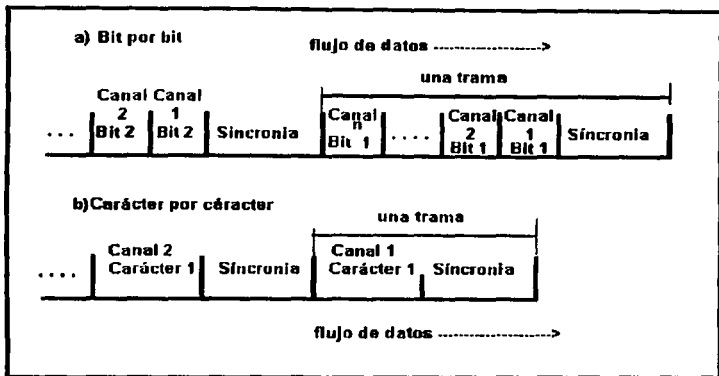 a) Bit por bit
flujo de datos ---------------->
una trama
Canal Canal
2 1
.... Bit 2 Bit 2 Síncronia
Canal n Bit 1 .... Canal 2 Bit 1 Canal 1 Bit 1 Síncronia
b)Carácter por cáracter
una trama
Canal 2
.... Carácter 1 Síncronia
Canal 1
Carácter 1 Síncronia
flujo de datos ---------------->